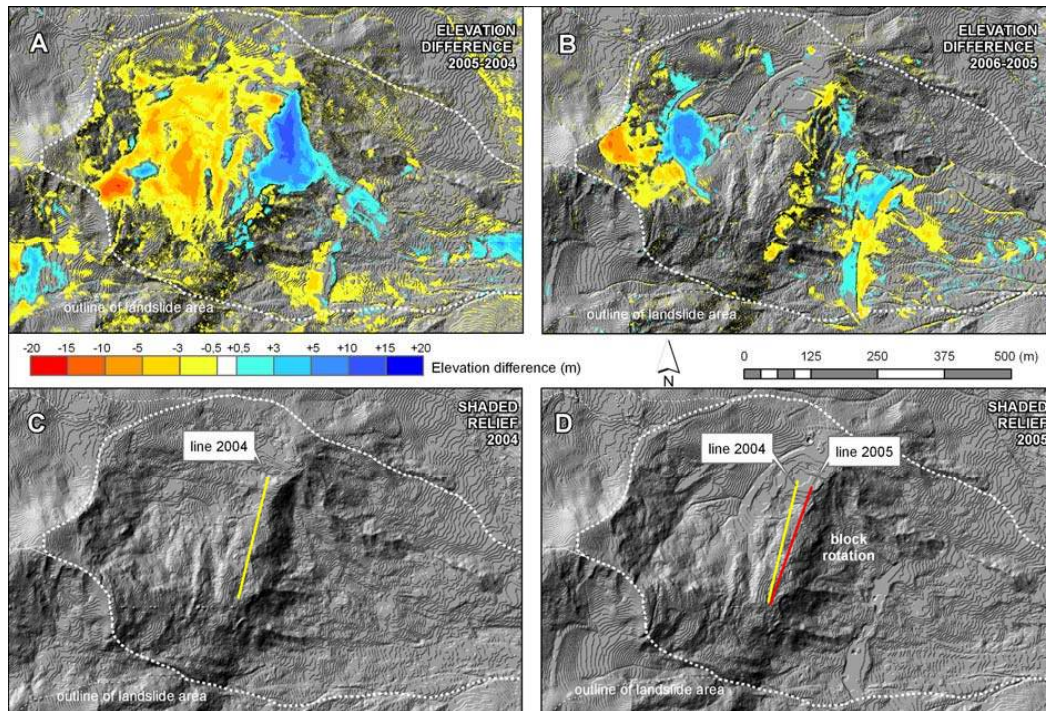 A
ELEVATION
DIFFERENCE
2005-2004
outline of landslide area
B
ELEVATION
DIFFERENCE
2006-2005
outline of landslide area
-20 -15 -10 -5 -3 -0,5 +0,5 +3 +5 +10 +15 +20
Elevation difference (m)
N
0 125 250 375 500 (m)
C
SHADED
RELIEF
2004
line 2004
outline of landslide area
D
SHADED
RELIEF
2005
line 2004
line 2005
block
rotation
outline of landslide area